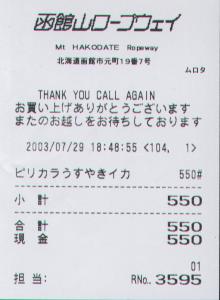 函館山ロープウェイ
Mt HAKODATE Ropeway
北海道函館市元町19番7号
ムロタ
THANK YOU CALL AGAIN
お買い上げありがとうございます
またのお越しをお待ちしております
2003/07/29 18:48:55 <104, 1>
ピリカラうすやきイカ 550#
小 計 550
合 計 550
現 金 550
01
担 当: RNo..3595